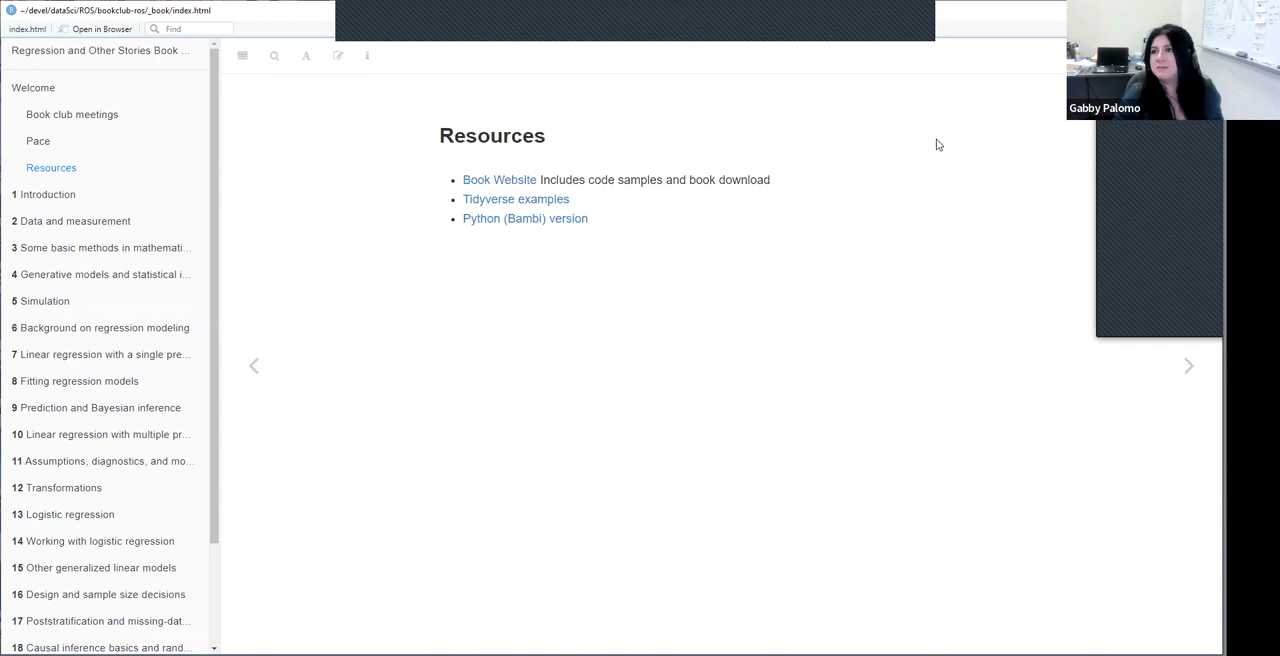 ~/devel/dataSci/ROS/bookclub-ros/_book/index.html
index.html Open in Browser Find
Regression and Other Stories Book ...
Welcome
Book club meetings
Pace
Resources
1 Introduction
2 Data and measurement
3 Some basic methods in mathemati...
4 Generative models and statistical i...
5 Simulation
6 Background on regression modeling
7 Linear regression with a single pre...
8 Fitting regression models
9 Prediction and Bayesian inference
10 Linear regression with multiple pr...
11 Assumptions, diagnostics, and mo...
12 Transformations
13 Logistic regression
14 Working with logistic regression
15 Other generalized linear models
16 Design and sample size decisions
17 Poststratification and missing-dat...
18 Causal inference basics and rand...
Resources
• Book Website Includes code samples and book download
• Tidyverse examples
• Python (Bambi) version
Gabby Palomo